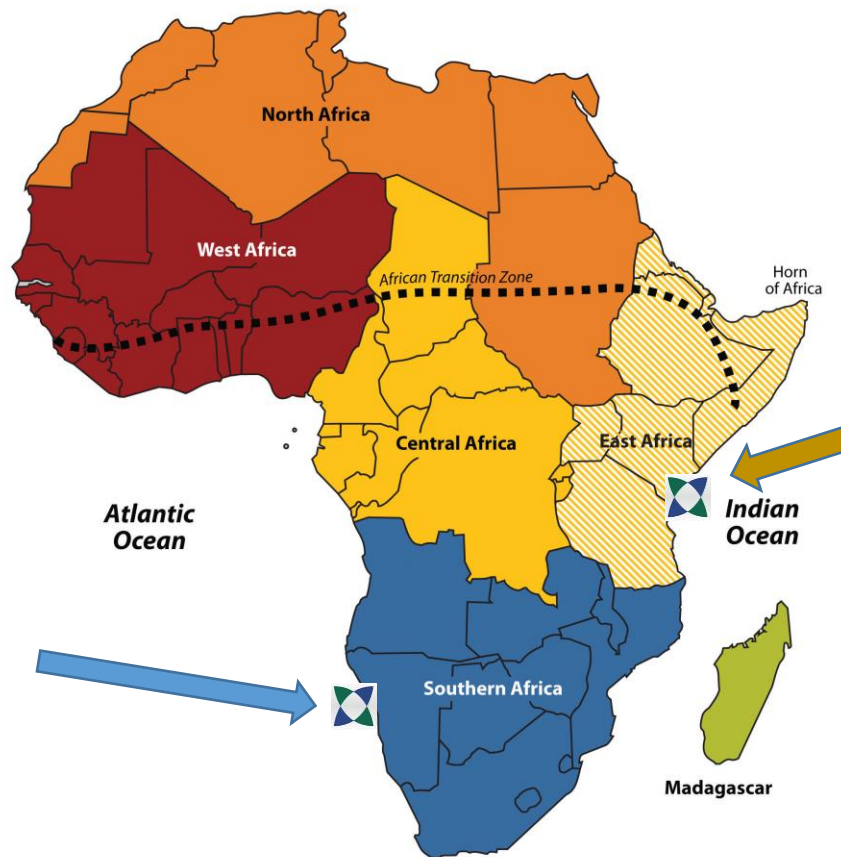 North Africa
West Africa
African Transition Zone
Horn
of Africa
Central Africa
East Africa
Atlantic
Ocean
Indian
Ocean
Southern Africa
Madagascar